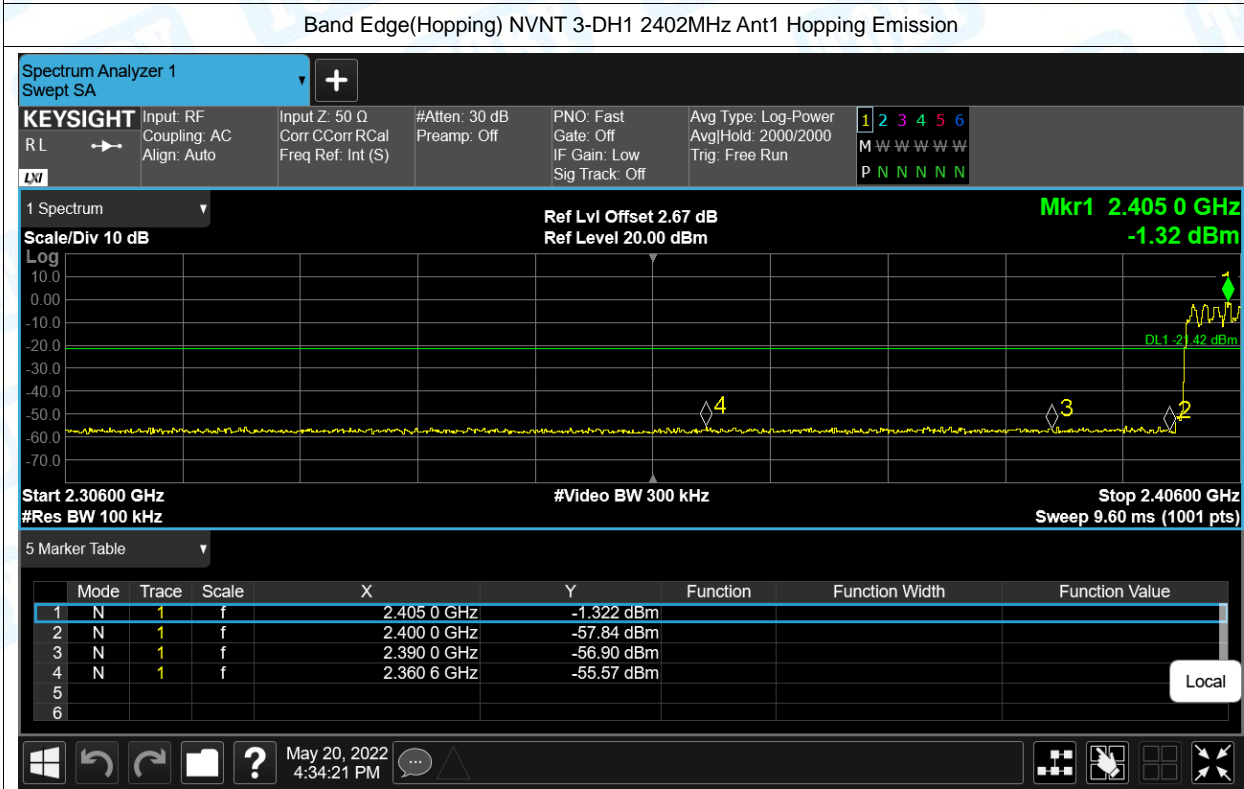 Band Edge(Hopping) NVNT 3-DH1 2402MHz Ant1 Hopping Emission
Spectrum Analyzer 1
Swept SA
+
KEYSIGHT Input: RF Input Z: 50 Ω #Atten: 30 dB PNO: Fast Avg Type: Log-Power 1 2 3 4 5 6
RL Coupling: AC Corr CCorr RCal Preamp: Off Gate: Off Avg|Hold: 2000/2000 M W W W W W W
Align: Auto Freq Ref: Int (S) IF Gain: Low Trig: Free Run
LXI Sig Track: Off P N N N N N N
1 Spectrum Ref Lvl Offset 2.67 dB Mkr1 2.405 0 GHz
Scale/Div 10 dB Ref Level 20.00 dBm -1.32 dBm
Log
10.0 1
0.00
-10.0
-20.0 DL1 -21.42 dBm
-30.0
-40.0
-50.0 4 3 2
-60.0
-70.0
Start 2.30600 GHz #Video BW 300 kHz Stop 2.40600 GHz
#Res BW 100 kHz Sweep 9.60 ms (1001 pts)
5 Marker Table
Mode Trace Scale X Y Function Function Width Function Value
1 N 1 f 2.405 0 GHz -1.322 dBm
2 N 1 f 2.400 0 GHz -57.84 dBm
3 N 1 f 2.390 0 GHz -56.90 dBm
4 N 1 f 2.360 6 GHz -55.57 dBm
5
6
Local
? May 20, 2022
4:34:21 PM